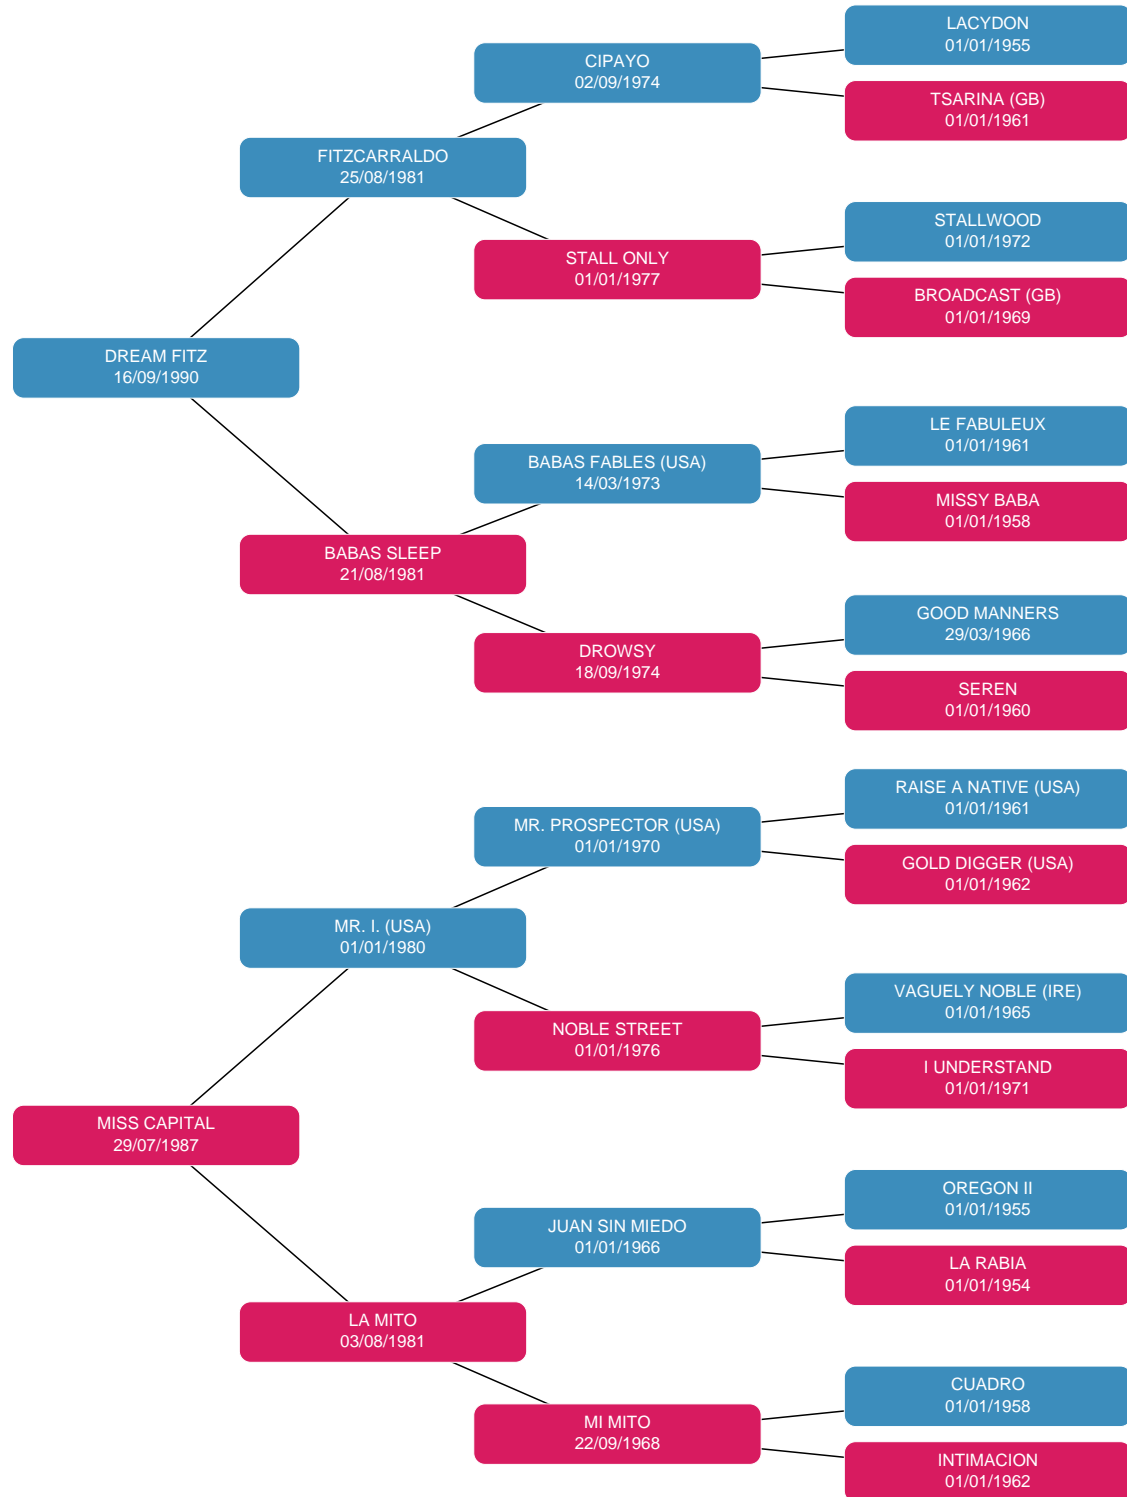 LACYDON
01/01/1955
CIPAYO
02/09/1974
TSARINA (GB)
01/01/1961
FITZCARRALDO
25/08/1981
STALLWOOD
01/01/1972
STALL ONLY
01/01/1977
BROADCAST (GB)
01/01/1969
DREAM FITZ
16/09/1990
LE FABULEUX
01/01/1961
BABAS FABLES (USA)
14/03/1973
MISSY BABA
01/01/1958
BABAS SLEEP
21/08/1981
GOOD MANNERS
29/03/1966
DROWSY
18/09/1974
SEREN
01/01/1960
RAISE A NATIVE (USA)
01/01/1961
MR. PROSPECTOR (USA)
01/01/1970
GOLD DIGGER (USA)
01/01/1962
MR. I. (USA)
01/01/1980
VAGUELY NOBLE (IRE)
01/01/1965
NOBLE STREET
01/01/1976
I UNDERSTAND
01/01/1971
MISS CAPITAL
29/07/1987
OREGON II
01/01/1955
JUAN SIN MIEDO
01/01/1966
LA RABIA
01/01/1954
LA MITO
03/08/1981
CUADRO
01/01/1958
MI MITO
22/09/1968
INTIMACION
01/01/1962